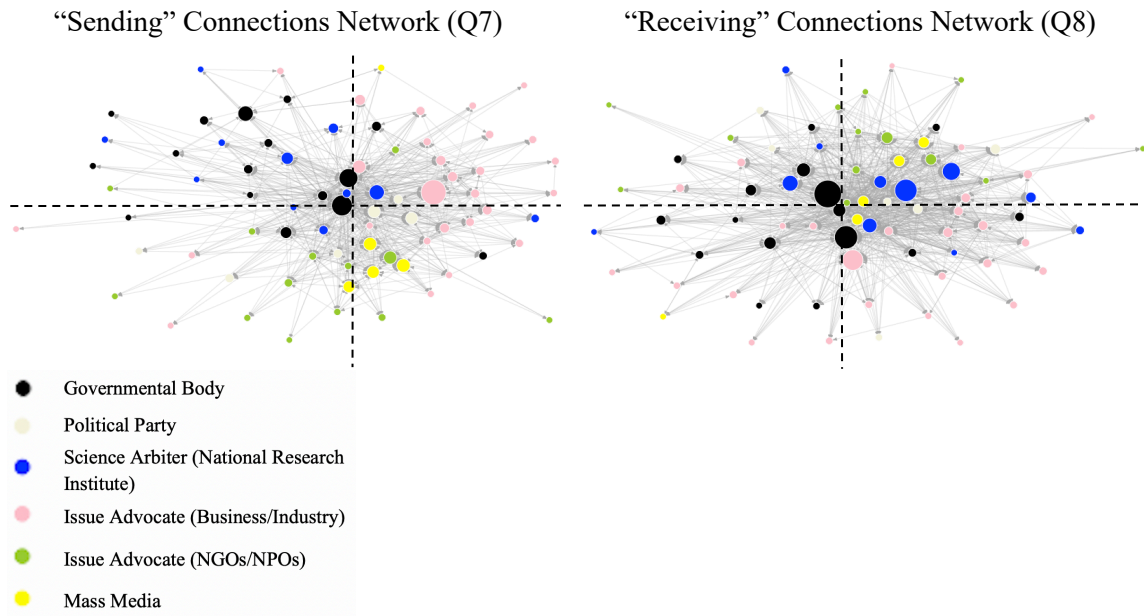 “Sending” Connections Network (Q7)
“Receiving” Connections Network (Q8)
Governmental Body
Political Party
Science Arbiter (National Research
Institute)
Issue Advocate (Business/Industry)
Issue Advocate (NGOs/NPOs)
Mass Media